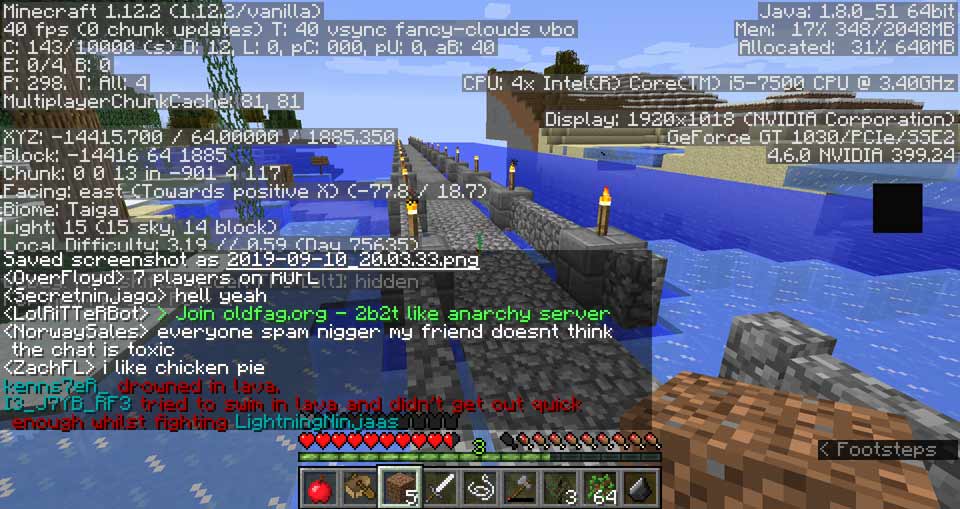 Minecraft 1.12.2 (1.12.2/vanilla)
40 fps (0 chunk updates) T: 40 vsync fancy-clouds vbo
C: 143/10000 (s) D: 12, L: 0, pC: 000, pU: 0, aB: 40
E: 0/4, B: 0
P: 298. T: All: 4
MultiplayerChunkCache: 81, 81
XYZ: -14415.700 / 64.00000 / 1885.350
Block: -14416 64 1885
Chunk: 0 0 13 in -901 4 117
Facing: east (Towards positive X) (-77.8 / 18.7)
Biome: Taiga
Light: 15 (15 sky, 14 block)
Local Difficulty: 3.19 // 0.59 (Day 75635)
Java: 1.8.0_51 64bit
Mem: 17% 348/2048MB
Allocated: 31% 640MB
CPU: 4x Intel(R) Core(TM) i5-7500 CPU @ 3.40GHz
Display: 1920x1018 (NVIDIA Corporation)
GeForce GT 1030/PCIe/SSE2
4.6.0 NVIDIA 399.24
Saved screenshot as 2019-09-10_20.03.33.png
<OverFloyd> 7 players on
hidden
<Secretninjago> hell yeah
<LolRiTTeRBot> > Join oldfag.org - 2b2t like anarchy server
<NorwaySales> everyone spam nigger my friend doesnt think
the chat is toxic
<ZachFL> i like chicken pie
drowned in lava.
tried to swim in lava and didn't get out quick
enough whilst fighting LightningNinjaas
8
< Footsteps
5
3
64